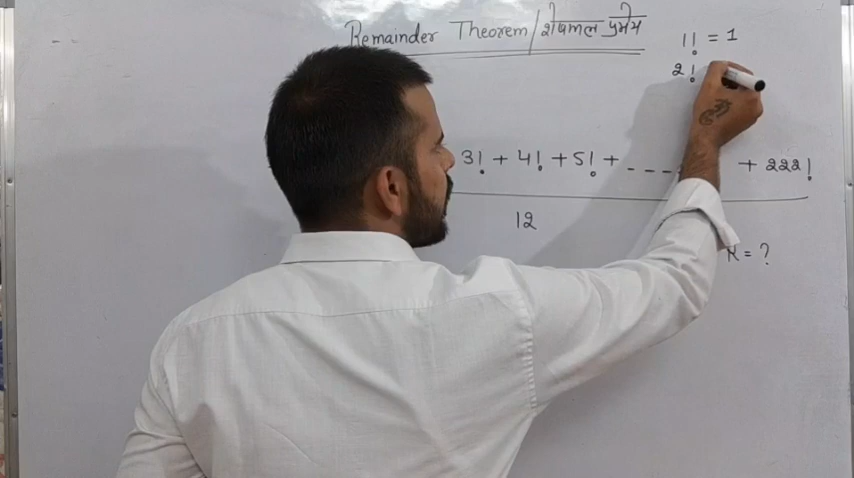 Remainder Theorem/शेषफल प्रमेय
1! = 1
2!
3! + 4! + 5! + ---- + 222!
12
R = ?